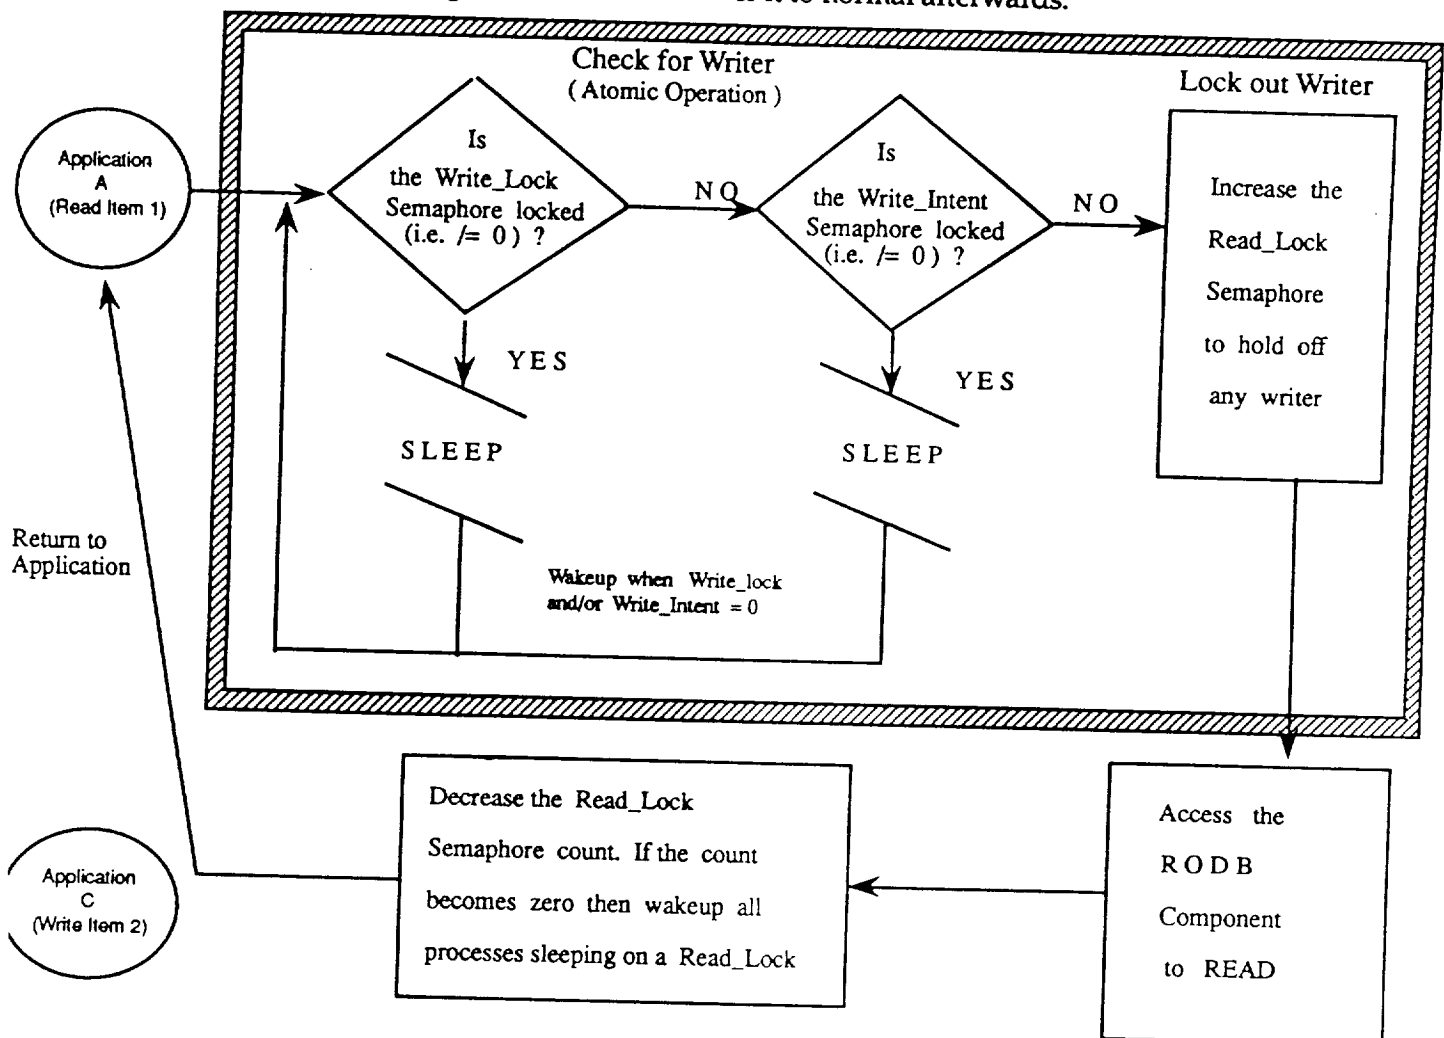 it to normal afterwards.
Check for Writer
( Atomic Operation )
Lock out Writer
Application
A
(Read Item 1)
Is
the Write_Lock
Semaphore locked
(i.e. /= 0) ?
NO
Is
the Write_Intent
Semaphore locked
(i.e. /= 0) ?
NO
Increase the
Read_Lock
Semaphore
to hold off
any writer
YES
SLEEP
YES
SLEEP
Return to
Application
Wakeup when Write_lock
and/or Write_Intent = 0
Application
C
(Write Item 2)
Decrease the Read_Lock
Semaphore count. If the count
becomes zero then wakeup all
processes sleeping on a Read_Lock
Access the
RODB
Component
to READ